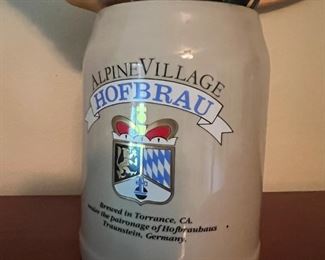 ALPINE VILLAGE
HOFBRAU
Brewed in Torrance, CA.
under the patronage of Hofbrauhaus
Traunstein, Germany.